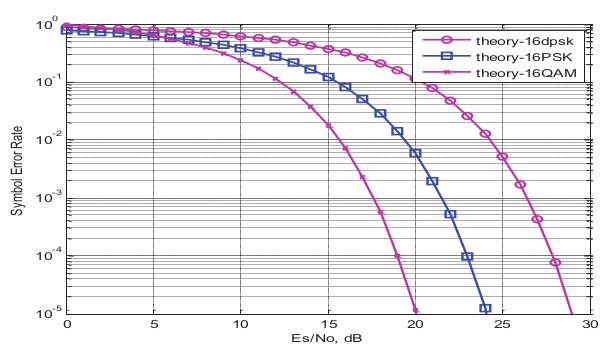 10^0
10^-1
10^-2
10^-3
10^-4
10^-5
Symbol Error Rate
theory-16dpsk
theory-16PSK
theory-16QAM
0 5 10 15 20 25 30
Es/No, dB